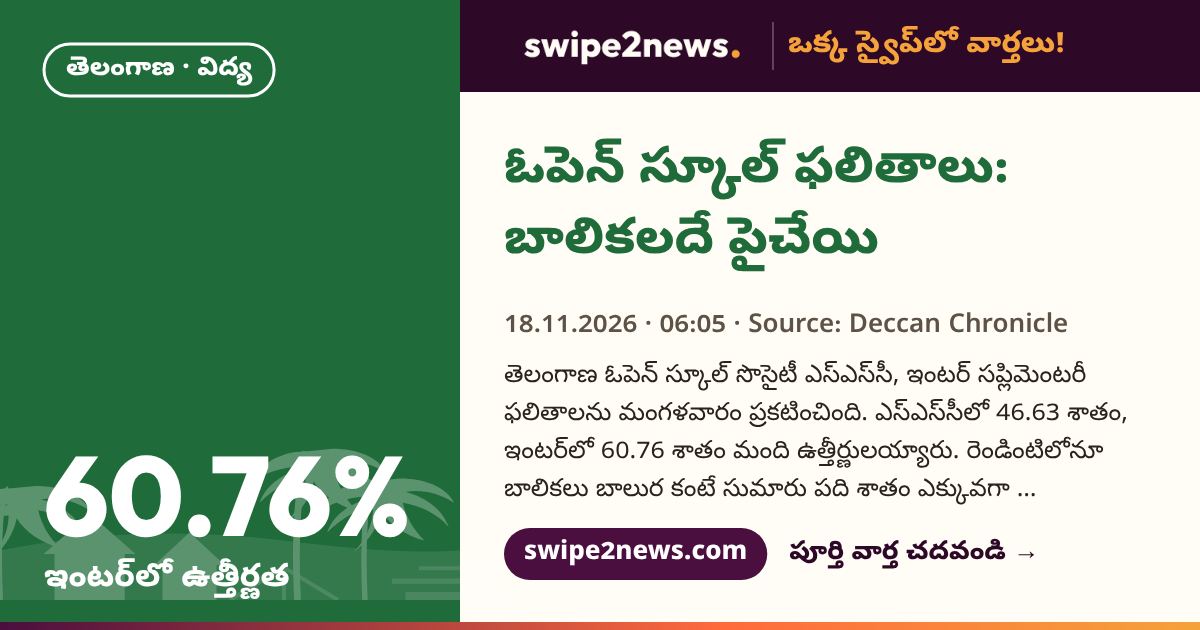 తెలంగాణ · విద్య
60.76%
ఇంటర్‌లో ఉత్తీర్ణత
swipe2news.
ఒక్క స్వైప్‌లో వార్తలు!
ఓపెన్ స్కూల్ ఫలితాలు:
బాలికలదే పైచేయి
18.11.2026 · 06:05 · Source: Deccan Chronicle
తెలంగాణ ఓపెన్ స్కూల్ సొసైటీ ఎస్ఎస్‌సీ, ఇంటర్ సప్లిమెంటరీ
ఫలితాలను మంగళవారం ప్రకటించింది. ఎస్ఎస్‌సీలో 46.63 శాతం,
ఇంటర్‌లో 60.76 శాతం మంది ఉత్తీర్ణులయ్యారు. రెండింటిలోనూ
బాలికలు బాలుర కంటే సుమారు పది శాతం ఎక్కువగా ...
swipe2news.com
పూర్తి వార్త చదవండి →